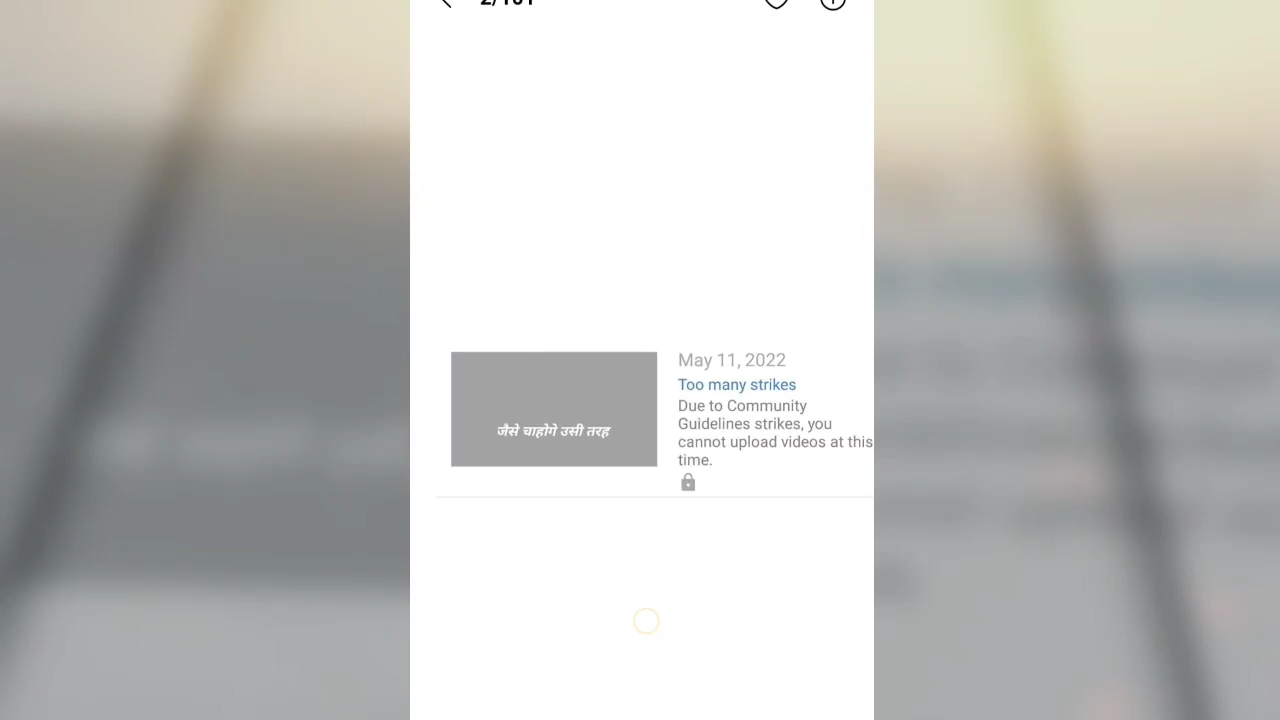 May 11, 2022
Too many strikes
Due to Community
Guidelines strikes, you
cannot upload videos at this
time.
जैसे चाहोगे उसी तरह